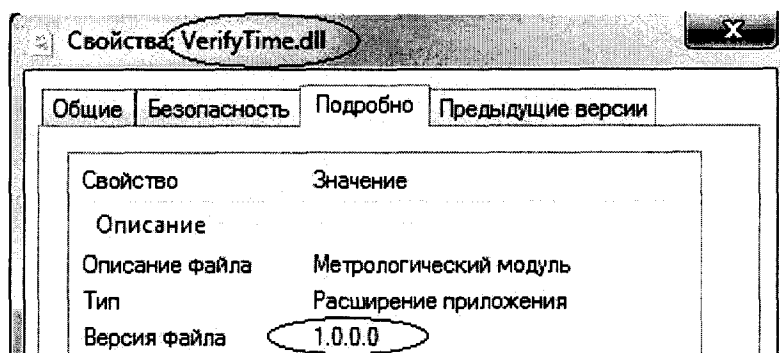 Свойства: VerifyTime.dll
Общие Безопасность Подробно Предыдущие версии
Свойство Значение
Описание
Описание файла Метрологический модуль
Тип Расширение приложения
Версия файла 1.0.0.0